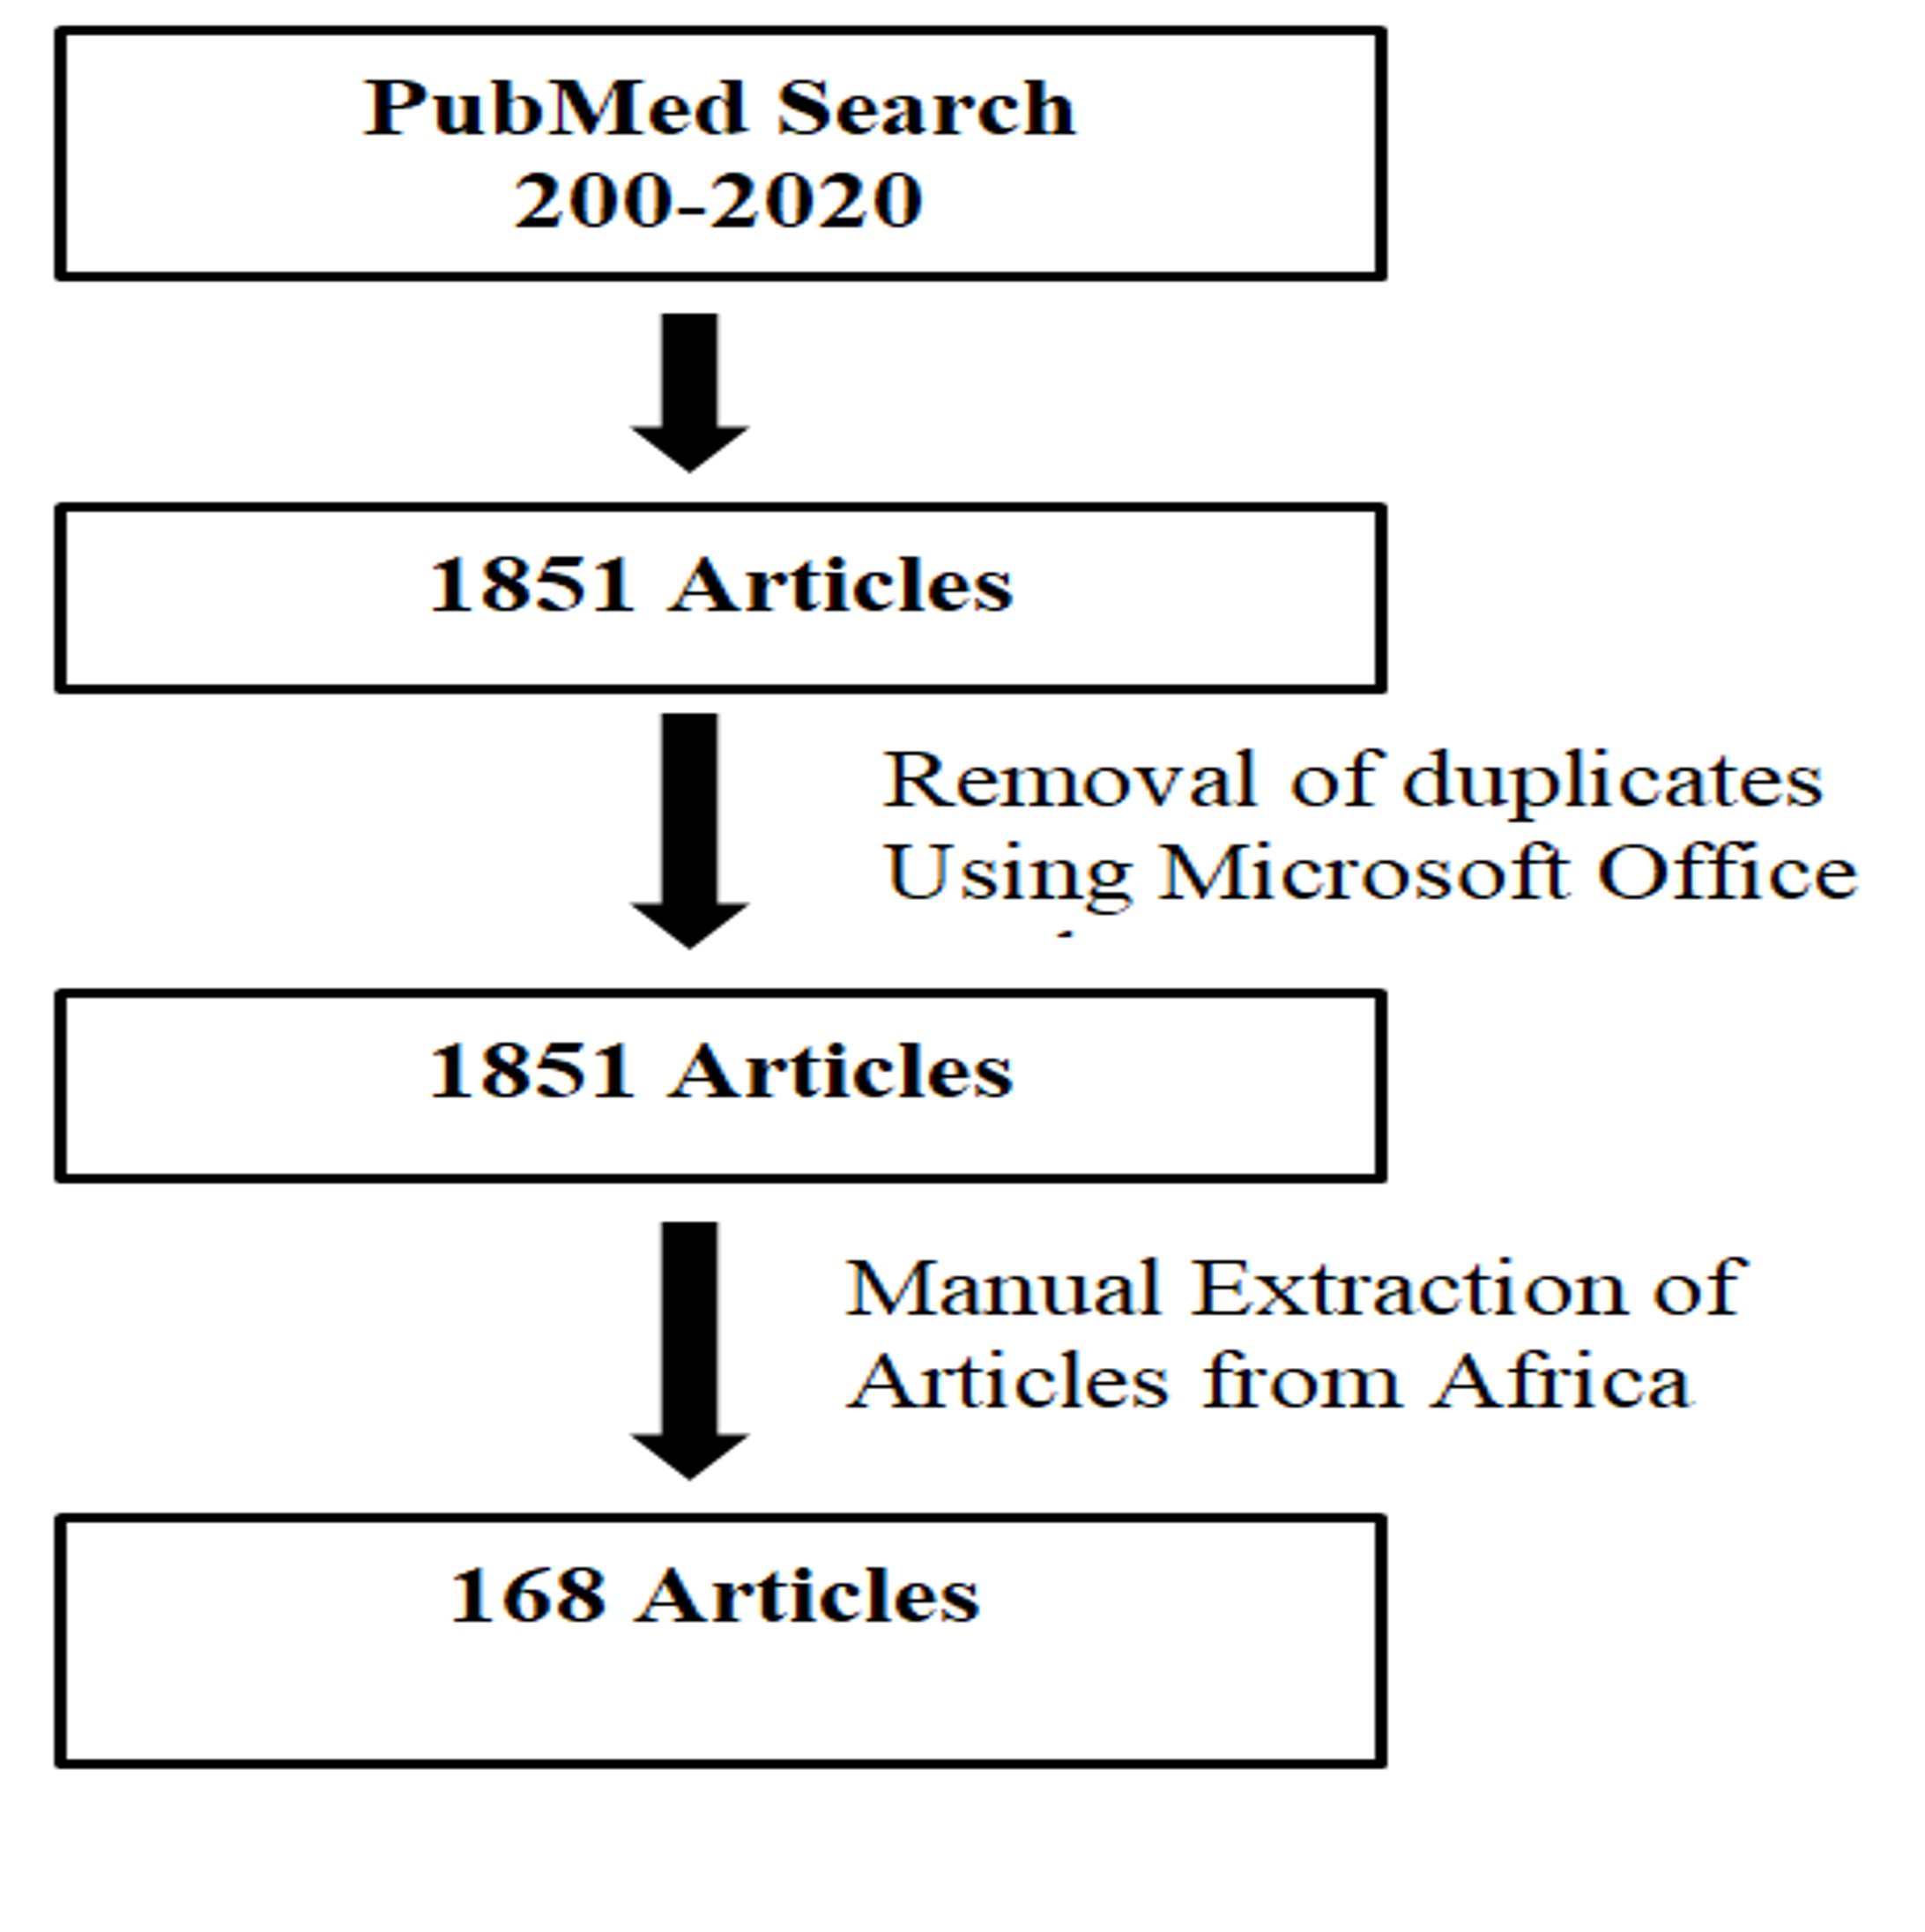 PubMed Search
200-2020
1851 Articles
Removal of duplicates
Using Microsoft Office
1851 Articles
Manual Extraction of
Articles from Africa
168 Articles